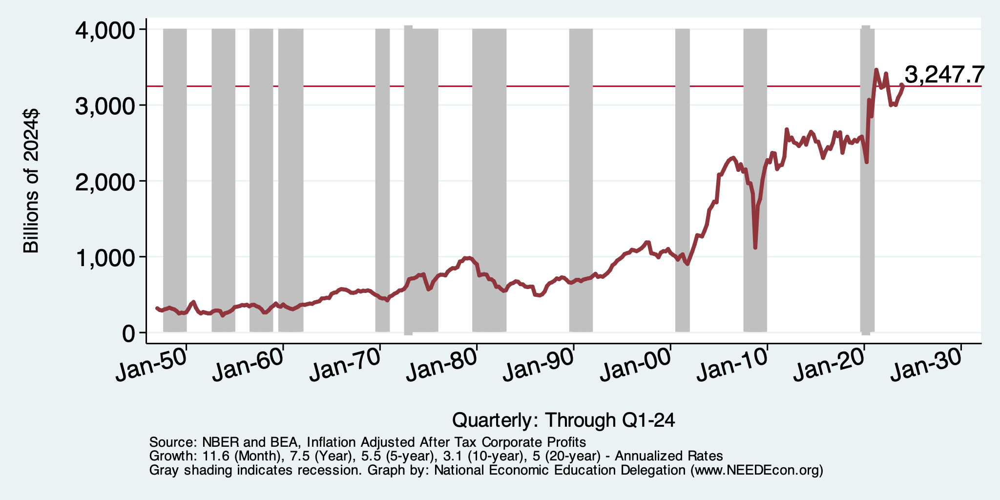 4,000
3,247.7
3,000
2,000
1,000
0
Billions of 2024$
Jan-50 Jan-60 Jan-70 Jan-80 Jan-90 Jan-00 Jan-10 Jan-20 Jan-30
Quarterly: Through Q1-24
Source: NBER and BEA, Inflation Adjusted After Tax Corporate Profits
Growth: 11.6 (Month), 7.5 (Year), 5.5 (5-year), 3.1 (10-year), 5 (20-year) - Annualized Rates
Gray shading indicates recession. Graph by: National Economic Education Delegation (www.NEEDEcon.org)